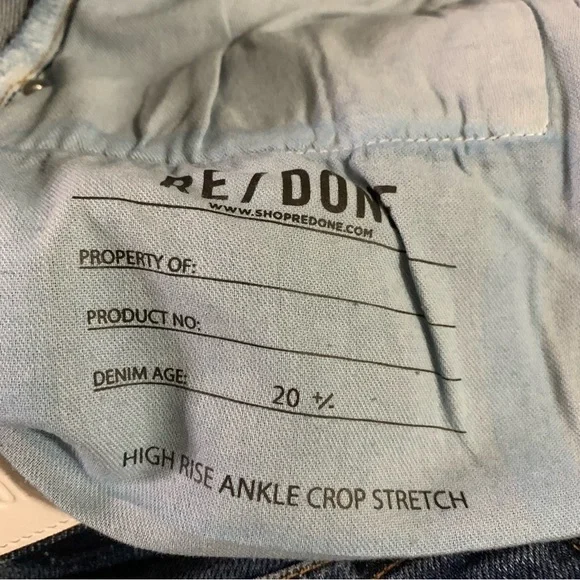 RE/DONE
WWW.SHOPREDONE.COM
PROPERTY OF:
PRODUCT NO:
DENIM AGE: 20 +/-
HIGH RISE ANKLE CROP STRETCH